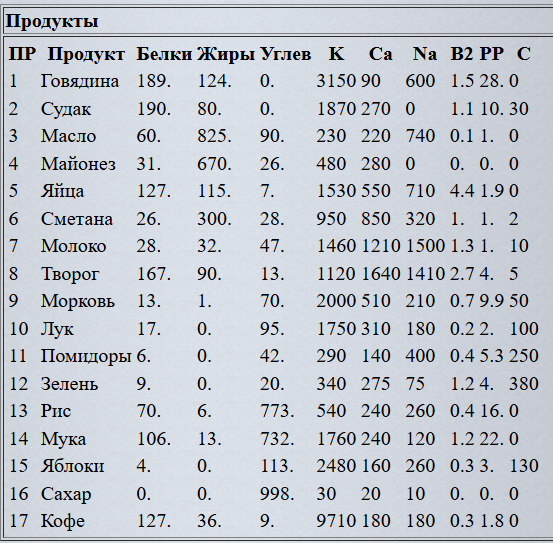 Продукты
ПР Продукт Белки Жиры Углев K Ca Na B2 PP C
1 Говядина 189. 124. 0. 3150 90 600 1.5 28. 0
2 Судак 190. 80. 0. 1870 270 0 1.1 10. 30
3 Масло 60. 825. 90. 230 220 740 0.1 1. 0
4 Майонез 31. 670. 26. 480 280 0 0. 0. 0
5 Яйца 127. 115. 7. 1530 550 710 4.4 1.9 0
6 Сметана 26. 300. 28. 950 850 320 1. 1. 2
7 Молоко 28. 32. 47. 1460 1210 1500 1.3 1. 10
8 Творог 167. 90. 13. 1120 1640 1410 2.7 4. 5
9 Морковь 13. 1. 70. 2000 510 210 0.7 9.9 50
10 Лук 17. 0. 95. 1750 310 180 0.2 2. 100
11 Помидоры 6. 0. 42. 290 140 400 0.4 5.3 250
12 Зелень 9. 0. 20. 340 275 75 1.2 4. 380
13 Рис 70. 6. 773. 540 240 260 0.4 16. 0
14 Мука 106. 13. 732. 1760 240 120 1.2 22. 0
15 Яблоки 4. 0. 113. 2480 160 260 0.3 3. 130
16 Сахар 0. 0. 998. 30 20 10 0. 0. 0
17 Кофе 127. 36. 9. 9710 180 180 0.3 1.8 0